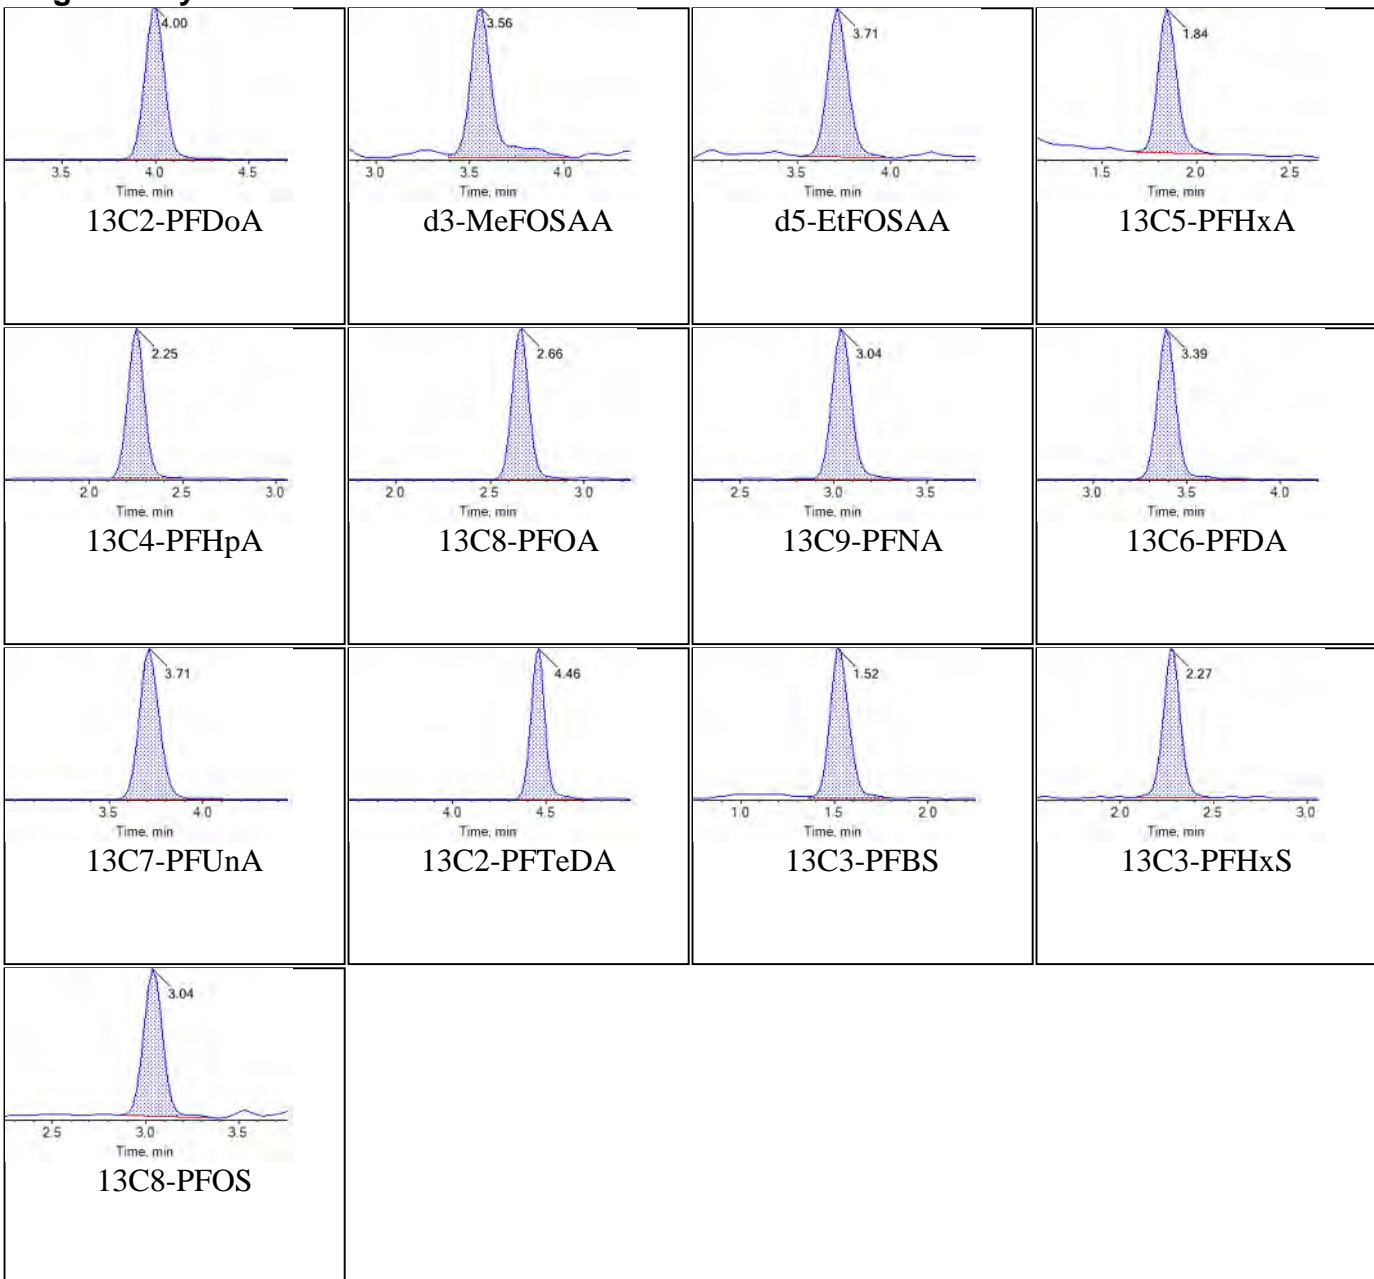 4.00
3.5 4.0 4.5
Time, min
13C2-PFDoA
3.56
3.0 3.5 4.0
Time, min
d3-MeFOSAA
3.71
3.5 4.0
Time, min
d5-EtFOSAA
1.84
1.5 2.0 2.5
Time, min
13C5-PFHxA
2.25
2.0 2.5 3.0
Time, min
13C4-PFHpA
2.66
2.0 2.5 3.0
Time, min
13C8-PFOA
3.04
2.5 3.0 3.5
Time, min
13C9-PFNA
3.39
3.0 3.5 4.0
Time, min
13C6-PFDA
3.71
3.5 4.0
Time, min
13C7-PFUnA
4.46
4.0 4.5
Time, min
13C2-PFTeDA
1.52
1.0 1.5 2.0
Time, min
13C3-PFBS
2.27
2.0 2.5 3.0
Time, min
13C3-PFHxS
3.04
2.5 3.0 3.5
Time, min
13C8-PFOS